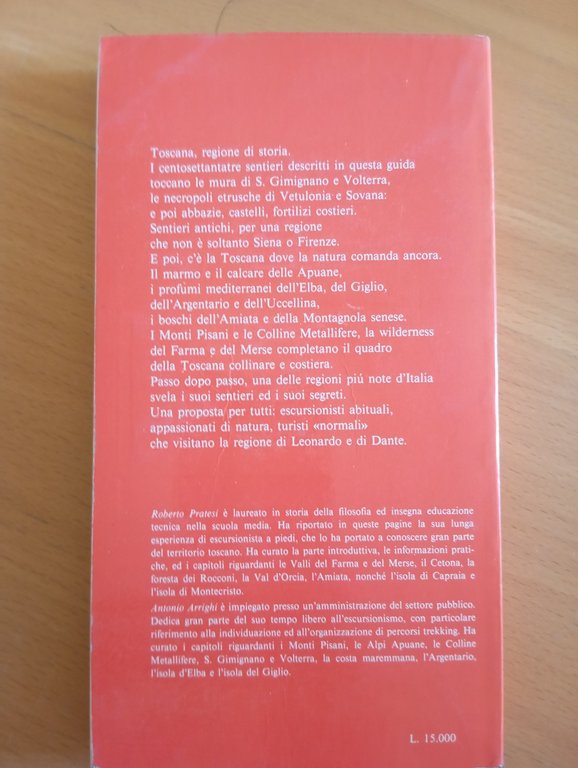 Toscana, regione di storia.
I centosettantatre sentieri descritti in questa guida
toccano le mura di S. Gimignano e Volterra,
le necropoli etrusche di Vetulonia e Sovana:
e poi abbazie, castelli, fortilizi costieri.
Sentieri antichi, per una regione
che non è soltanto Siena o Firenze.
E poi, c'è la Toscana dove la natura comanda ancora.
Il marmo e il calcare delle Apuane,
i profumi mediterranei dell'Elba, del Giglio,
dell'Argentario e dell'Uccellina,
i boschi dell'Amiata e della Montagnola senese.
I Monti Pisani e le Colline Metallifere, la wilderness
del Farma e del Merse completano il quadro
della Toscana collinare e costiera.
Passo dopo passo, una delle regioni piú note d'Italia
svela i suoi sentieri ed i suoi segreti.
Una proposta per tutti: escursionisti abituali,
appassionati di natura, turisti «normali»
che visitano la regione di Leonardo e di Dante.
Roberto Pratesi è laureato in storia della filosofia ed insegna educazione
tecnica nella scuola media. Ha riportato in queste pagine la sua lunga
esperienza di escursionista a piedi, che lo ha portato a conoscere gran parte
del territorio toscano. Ha curato la parte introduttiva, le informazioni prati-
che, ed i capitoli riguardanti le Valli del Farma e del Merse, il Cetona, la
foresta dei Rocconi, la Val d'Orcia, l'Amiata, nonché l'isola di Capraia e
l'isola di Montecristo.
Antonio Arrighi è impiegato presso un'amministrazione del settore pubblico.
Dedica gran parte del suo tempo libero all'escursionismo, con particolare
riferimento alla individuazione ed all'organizzazione di percorsi trekking. Ha
curato i capitoli riguardanti i Monti Pisani, le Alpi Apuane, le Colline
Metallifere, S. Gimignano e Volterra, la costa maremmana, l'Argentario,
l'isola d'Elba e l'isola del Giglio.
L. 15.000